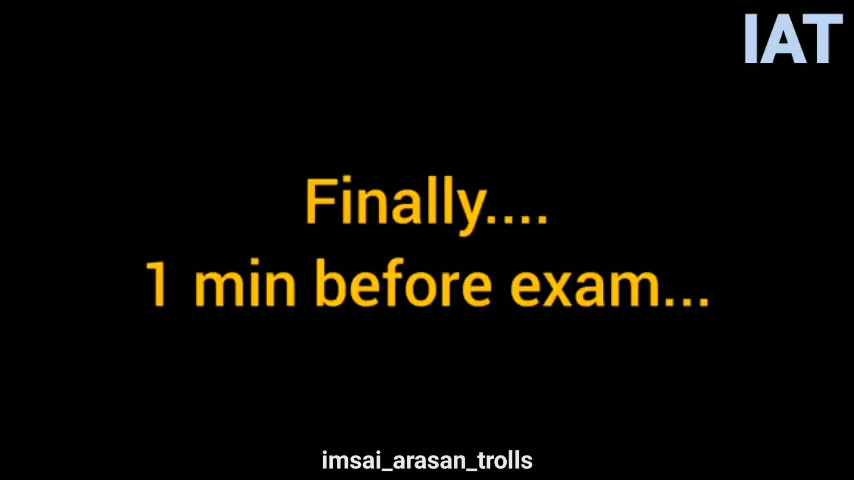 IAT
Finally....
1 min before exam...
imsai_arasan_trolls